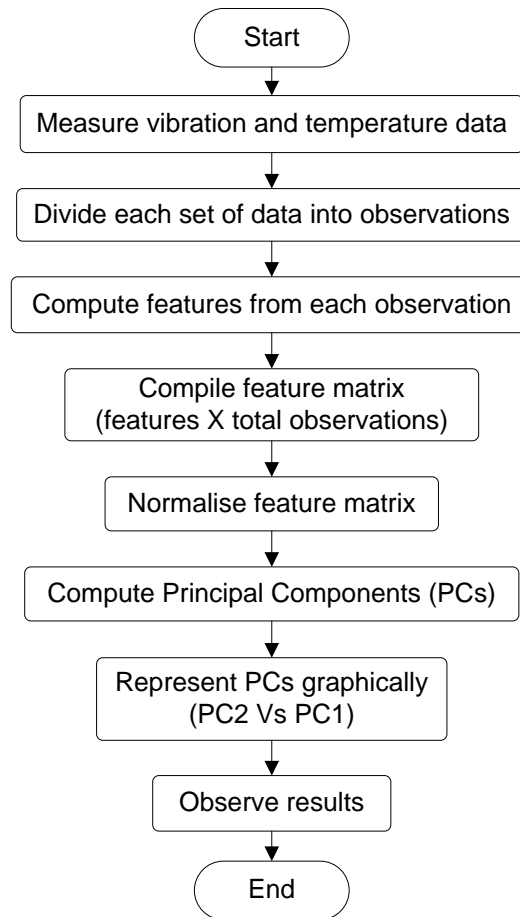 Start
Measure vibration and temperature data
Divide each set of data into observations
Compute features from each observation
Compile feature matrix
(features X total observations)
Normalise feature matrix
Compute Principal Components (PCs)
Represent PCs graphically
(PC2 Vs PC1)
Observe results
End